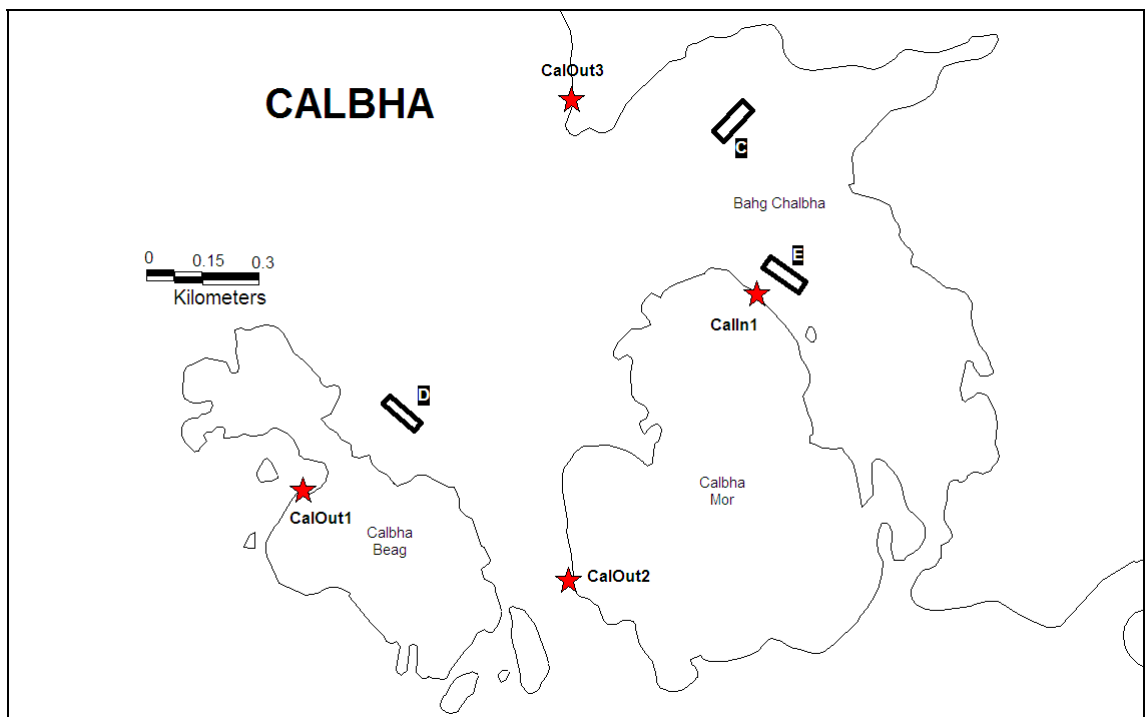 CalOut3
CALBHA
C
Bahg Chalbha
E
0 0.15 0.3
Kilometers
CalIn1
D
Calbha
Mor
CalOut1
Calbha
Beag
CalOut2